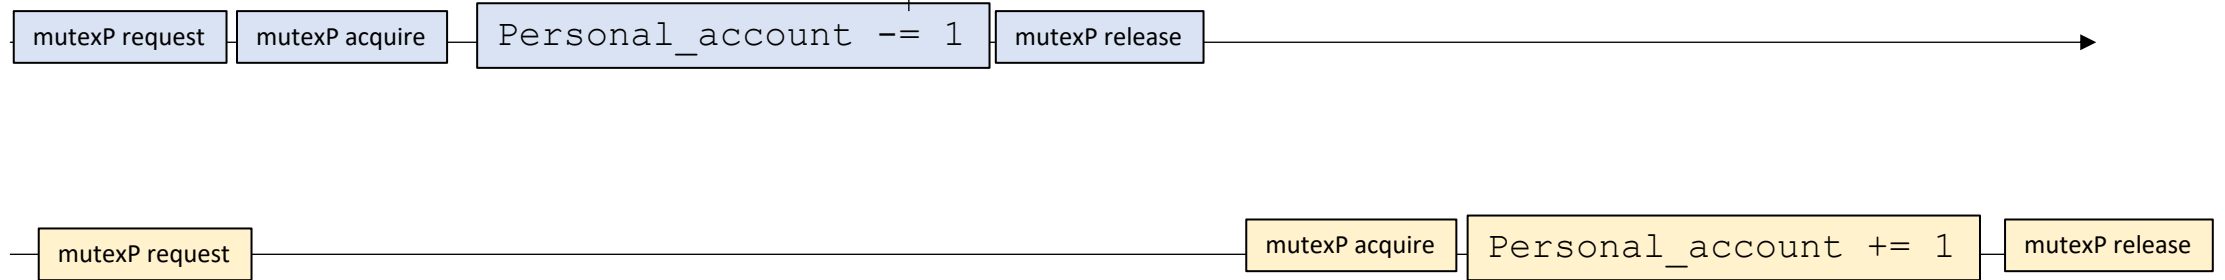 mutexP request mutexP acquire Personal_account -= 1 mutexP release
mutexP request mutexP acquire Personal_account += 1 mutexP release